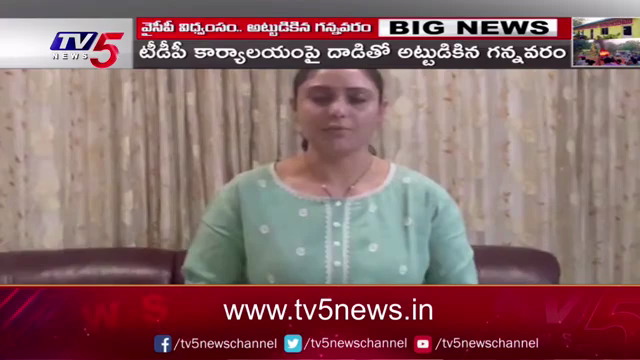 వైసీపీ విధ్వంసం.. అట్టుడికిన గన్నవరం BIG NEWS
TV5 NEWS
టీడీపీ కార్యాలయంపై దాడితో అట్టుడికిన గన్నవరం
www.tv5news.in
/tv5newschannel /tv5newschannel /tv5newschannel